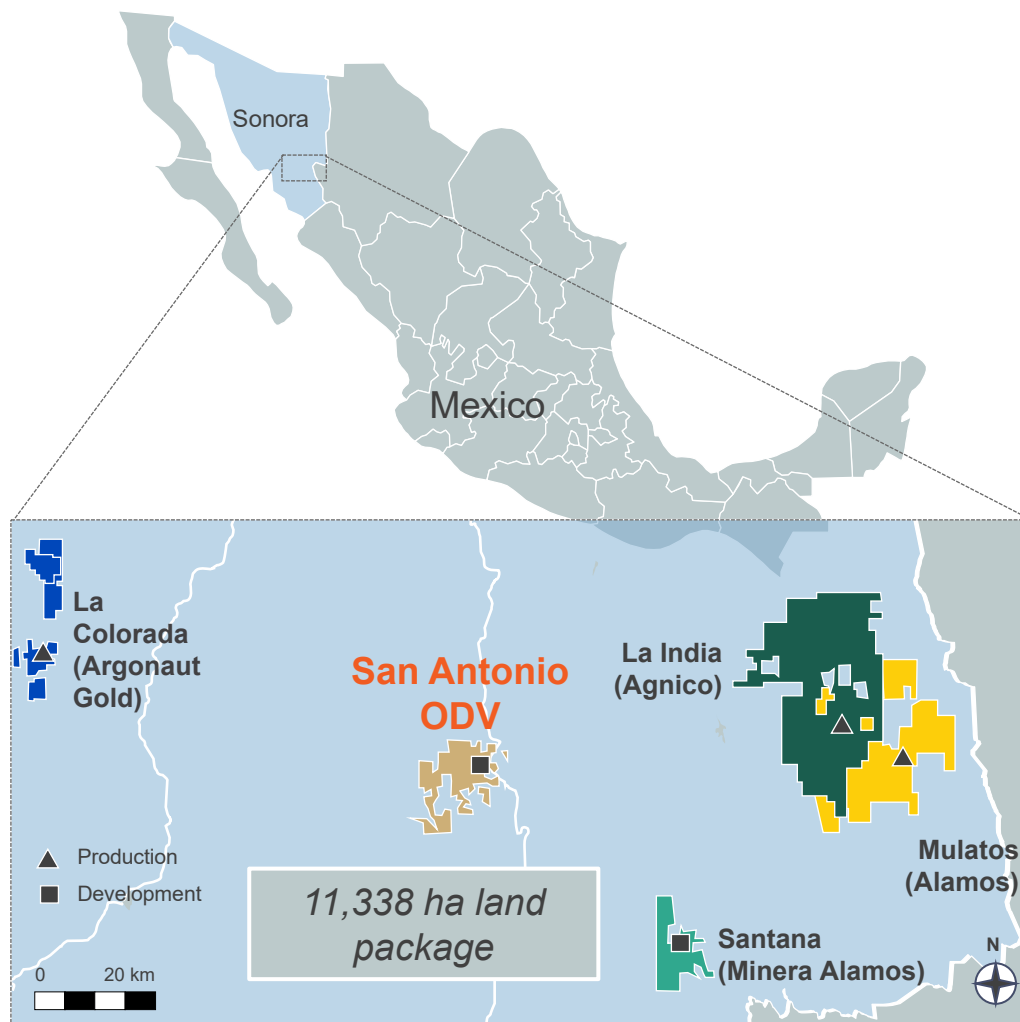 Sonora
Mexico
La
Colorada
(Argonaut
Gold)
San Antonio
ODV
La India
(Agnico)
Mulatos
(Alamos)
Production
Development
11,338 ha land
package
Santana
(Minera Alamos)
N
0 20 km